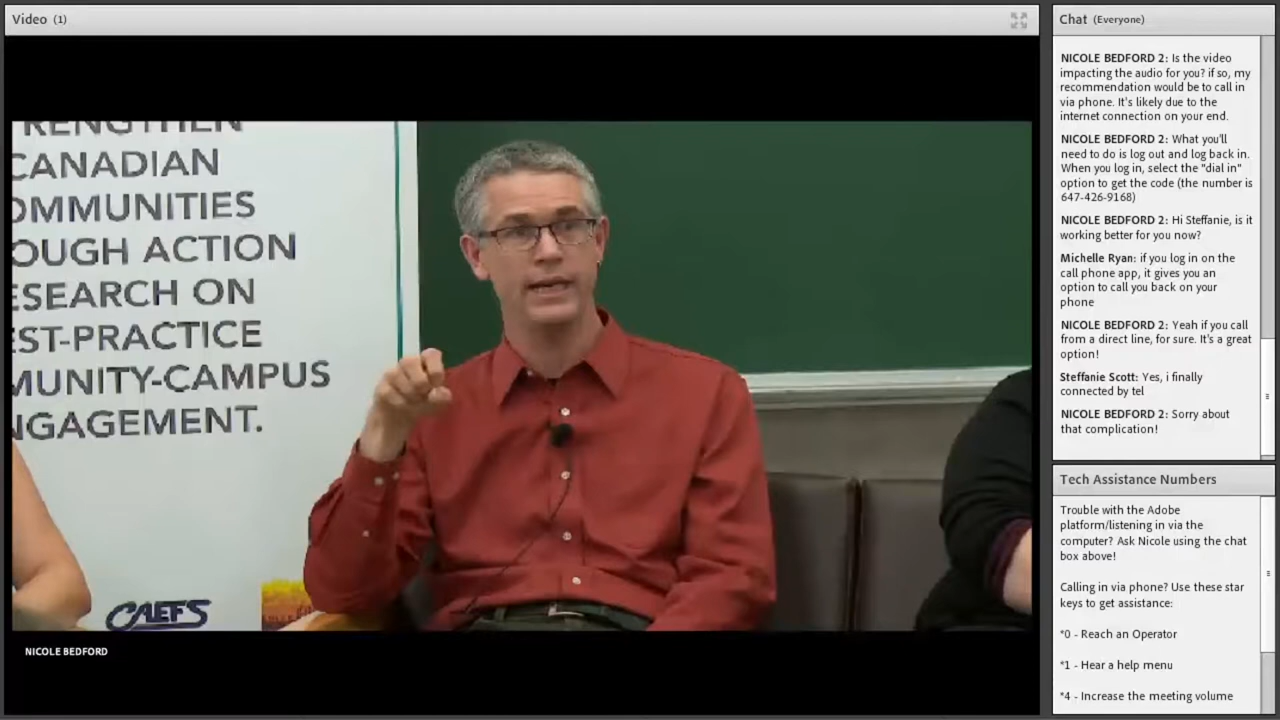 Video (1)
RENGTHEN
CANADIAN
OMMUNITIES
OUGH ACTION
ESEARCH ON
EST-PRACTICE
MUNITY-CAMPUS
NGAGEMENT.
CAEFS
NICOLE BEDFORD
Chat (Everyone)
NICOLE BEDFORD 2: Is the video
impacting the audio for you? if so, my
recommendation would be to call in
via phone. It's likely due to the
internet connection on your end.
NICOLE BEDFORD 2: What you'll
need to do is log out and log back in.
When you log in, select the "dial in"
option to get the code (the number is
647-426-9168)
NICOLE BEDFORD 2: Hi Steffanie, is it
working better for you now?
Michelle Ryan: if you log in on the
call phone app, it gives you an
option to call you back on your
phone
NICOLE BEDFORD 2: Yeah if you call
from a direct line, for sure. It's a great
option!
Steffanie Scott: Yes, i finally
connected by tel
NICOLE BEDFORD 2: Sorry about
that complication!
Tech Assistance Numbers
Trouble with the Adobe
platform/listening in via the
computer? Ask Nicole using the chat
box above!
Calling in via phone? Use these star
keys to get assistance:
*0 - Reach an Operator
*1 - Hear a help menu
*4 - Increase the meeting volume